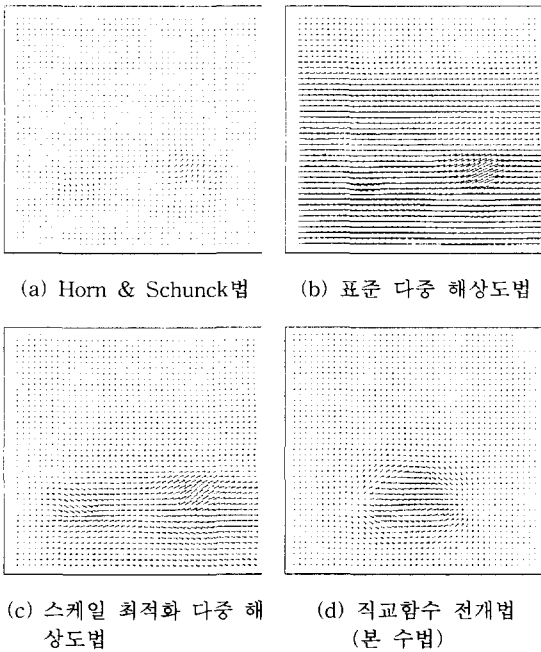 (a) Horn & Schunck법
(b) 표준 다중 해상도법
(c) 스케일 최적화 다중 해
상도법
(d) 직교함수 전개법
(본 수법)